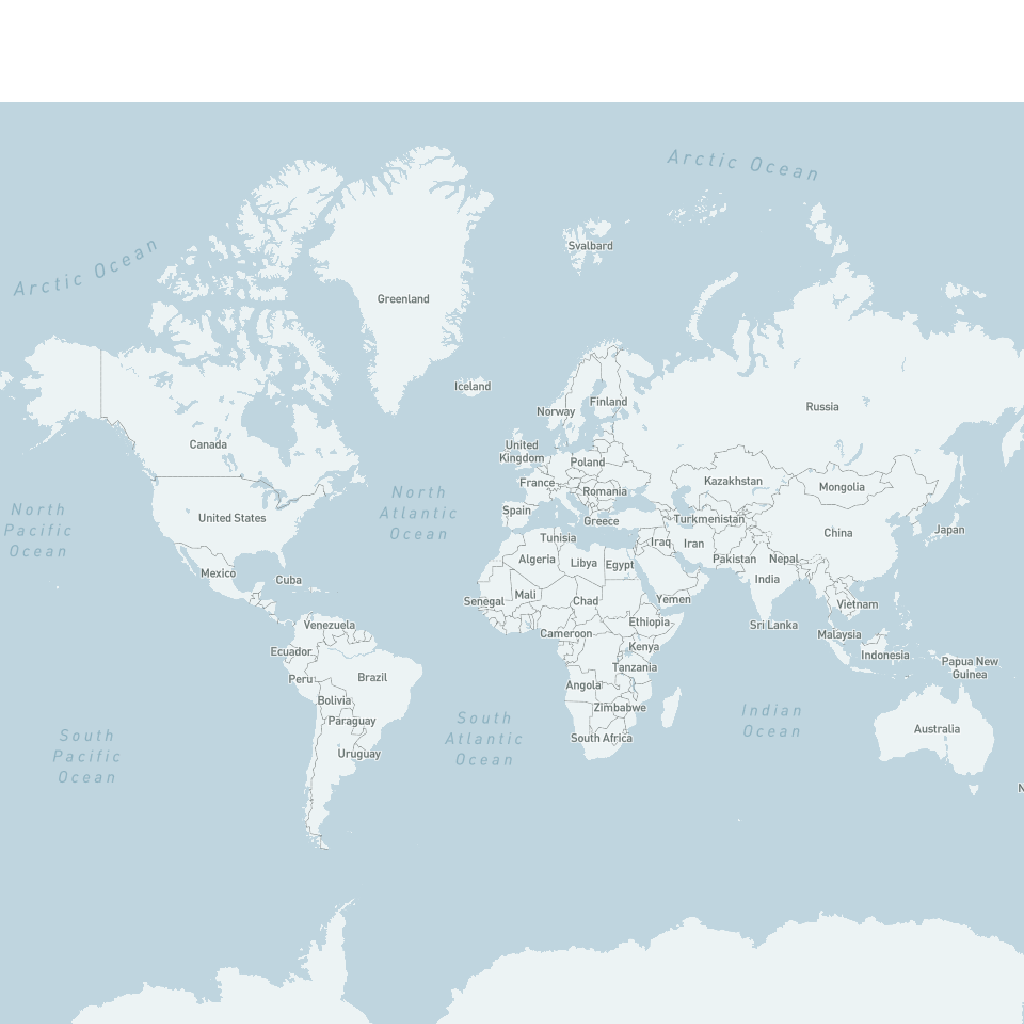 Arctic Ocean
Svalbard
Arctic Ocean
Greenland
Iceland
Finland
Norway
Russia
Canada
United
Kingdom
Poland
France
Kazakhstan
Mongolia
Romania
North
Atlantic
Ocean
North
Pacific
Ocean
Spain
United States
Greece
Turkmenistan
Japan
China
Tunisia
Iraq
Iran
Algeria
Libya
Egypt
Pakistan
Nepal
Mexico
Cuba
India
Mali
Senegal
Chad
Yemen
Vietnam
Venezuela
Ethiopia
Sri Lanka
Cameroon
Malaysia
Kenya
Ecuador
Indonesia
Papua New
Guinea
Tanzania
Peru
Brazil
Angola
Bolivia
Zimbabwe
Paraguay
South
Atlantic
Ocean
Indian
Ocean
Australia
South
Pacific
Ocean
South Africa
Uruguay